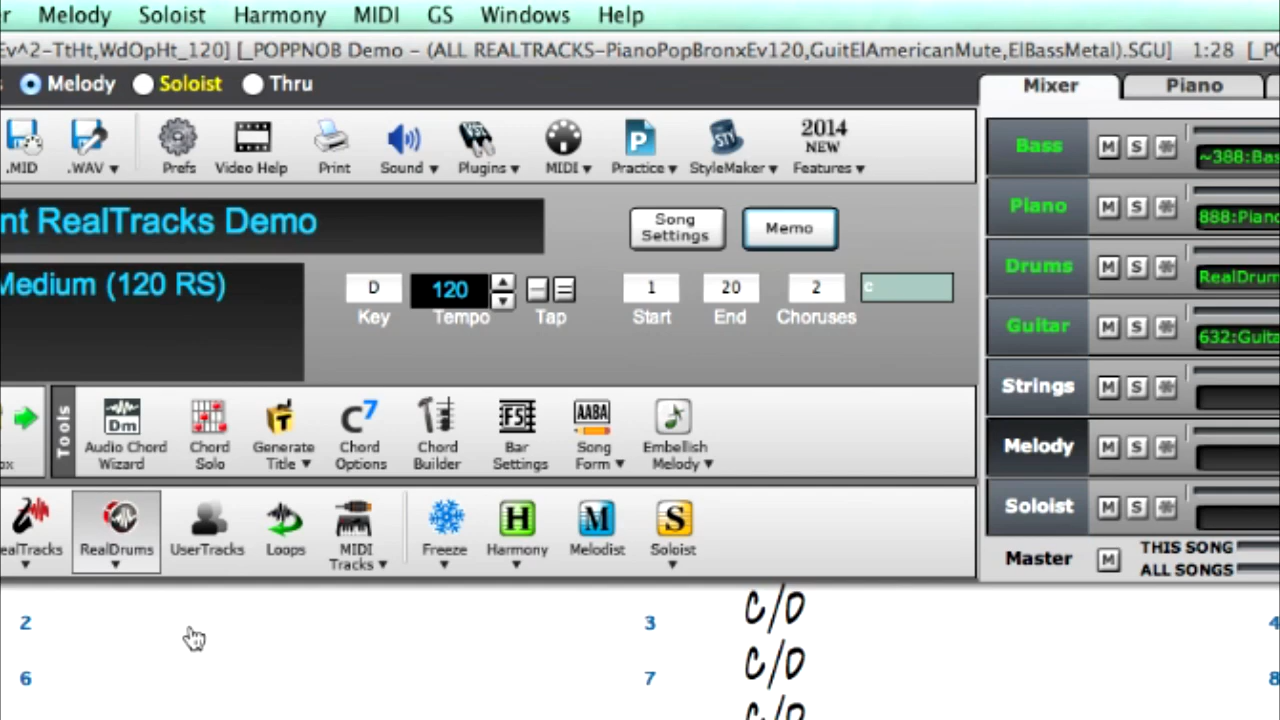 Melody Soloist Harmony MIDI GS Windows Help
Ev^2-TtHt,WdOpHt_120] [_POPPNOB Demo - (ALL REALTRACKS-PianoPopBronxEv120,GuitElAmericanMute,ElBassMetal).SGU] 1:28
Melody Soloist Thru
Mixer Piano
.MID .WAV Prefs Video Help Print Sound Plugins MIDI Practice StyleMaker 2014 NEW Features
nt RealTracks Demo
Song Settings
Memo
Medium (120 RS)
D 120 1 20 2 c
Key Tempo Tap Start End Choruses
Tools
Audio Chord Wizard
Chord Solo
Generate Title
C7 Chord Options
Chord Builder
F5 Bar Settings
AABA Song Form
Embellish Melody
ealTracks RealDrums UserTracks Loops MIDI Tracks Freeze Harmony Melodist Soloist
Bass M S ~388:Bas
Piano M S 888:Piano
Drums M S RealDrum
Guitar M S 632:Guita
Strings M S
Melody M S
Soloist M S
Master M THIS SONG
ALL SONGS
2 3 C/D 4
6 7 C/D 8
C/D